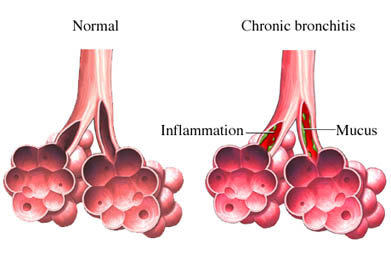 Normal
Chronic bronchitis
Inflammation
Mucus